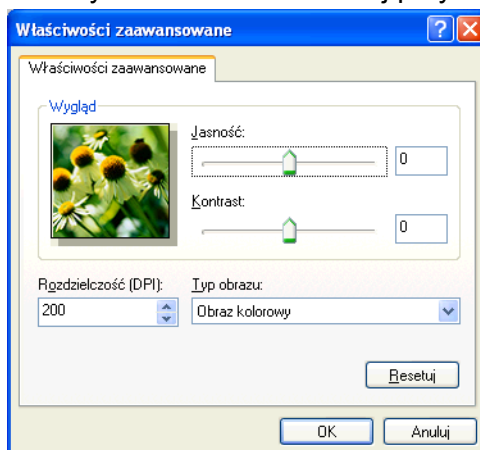 Właściwości zaawansowane
Właściwości zaawansowane
Wygląd
Jasność:
0
Kontrast:
0
Rozdzielczość (DPI):
Typ obrazu:
200
Obraz kolorowy
Resetuj
OK
Anuluj